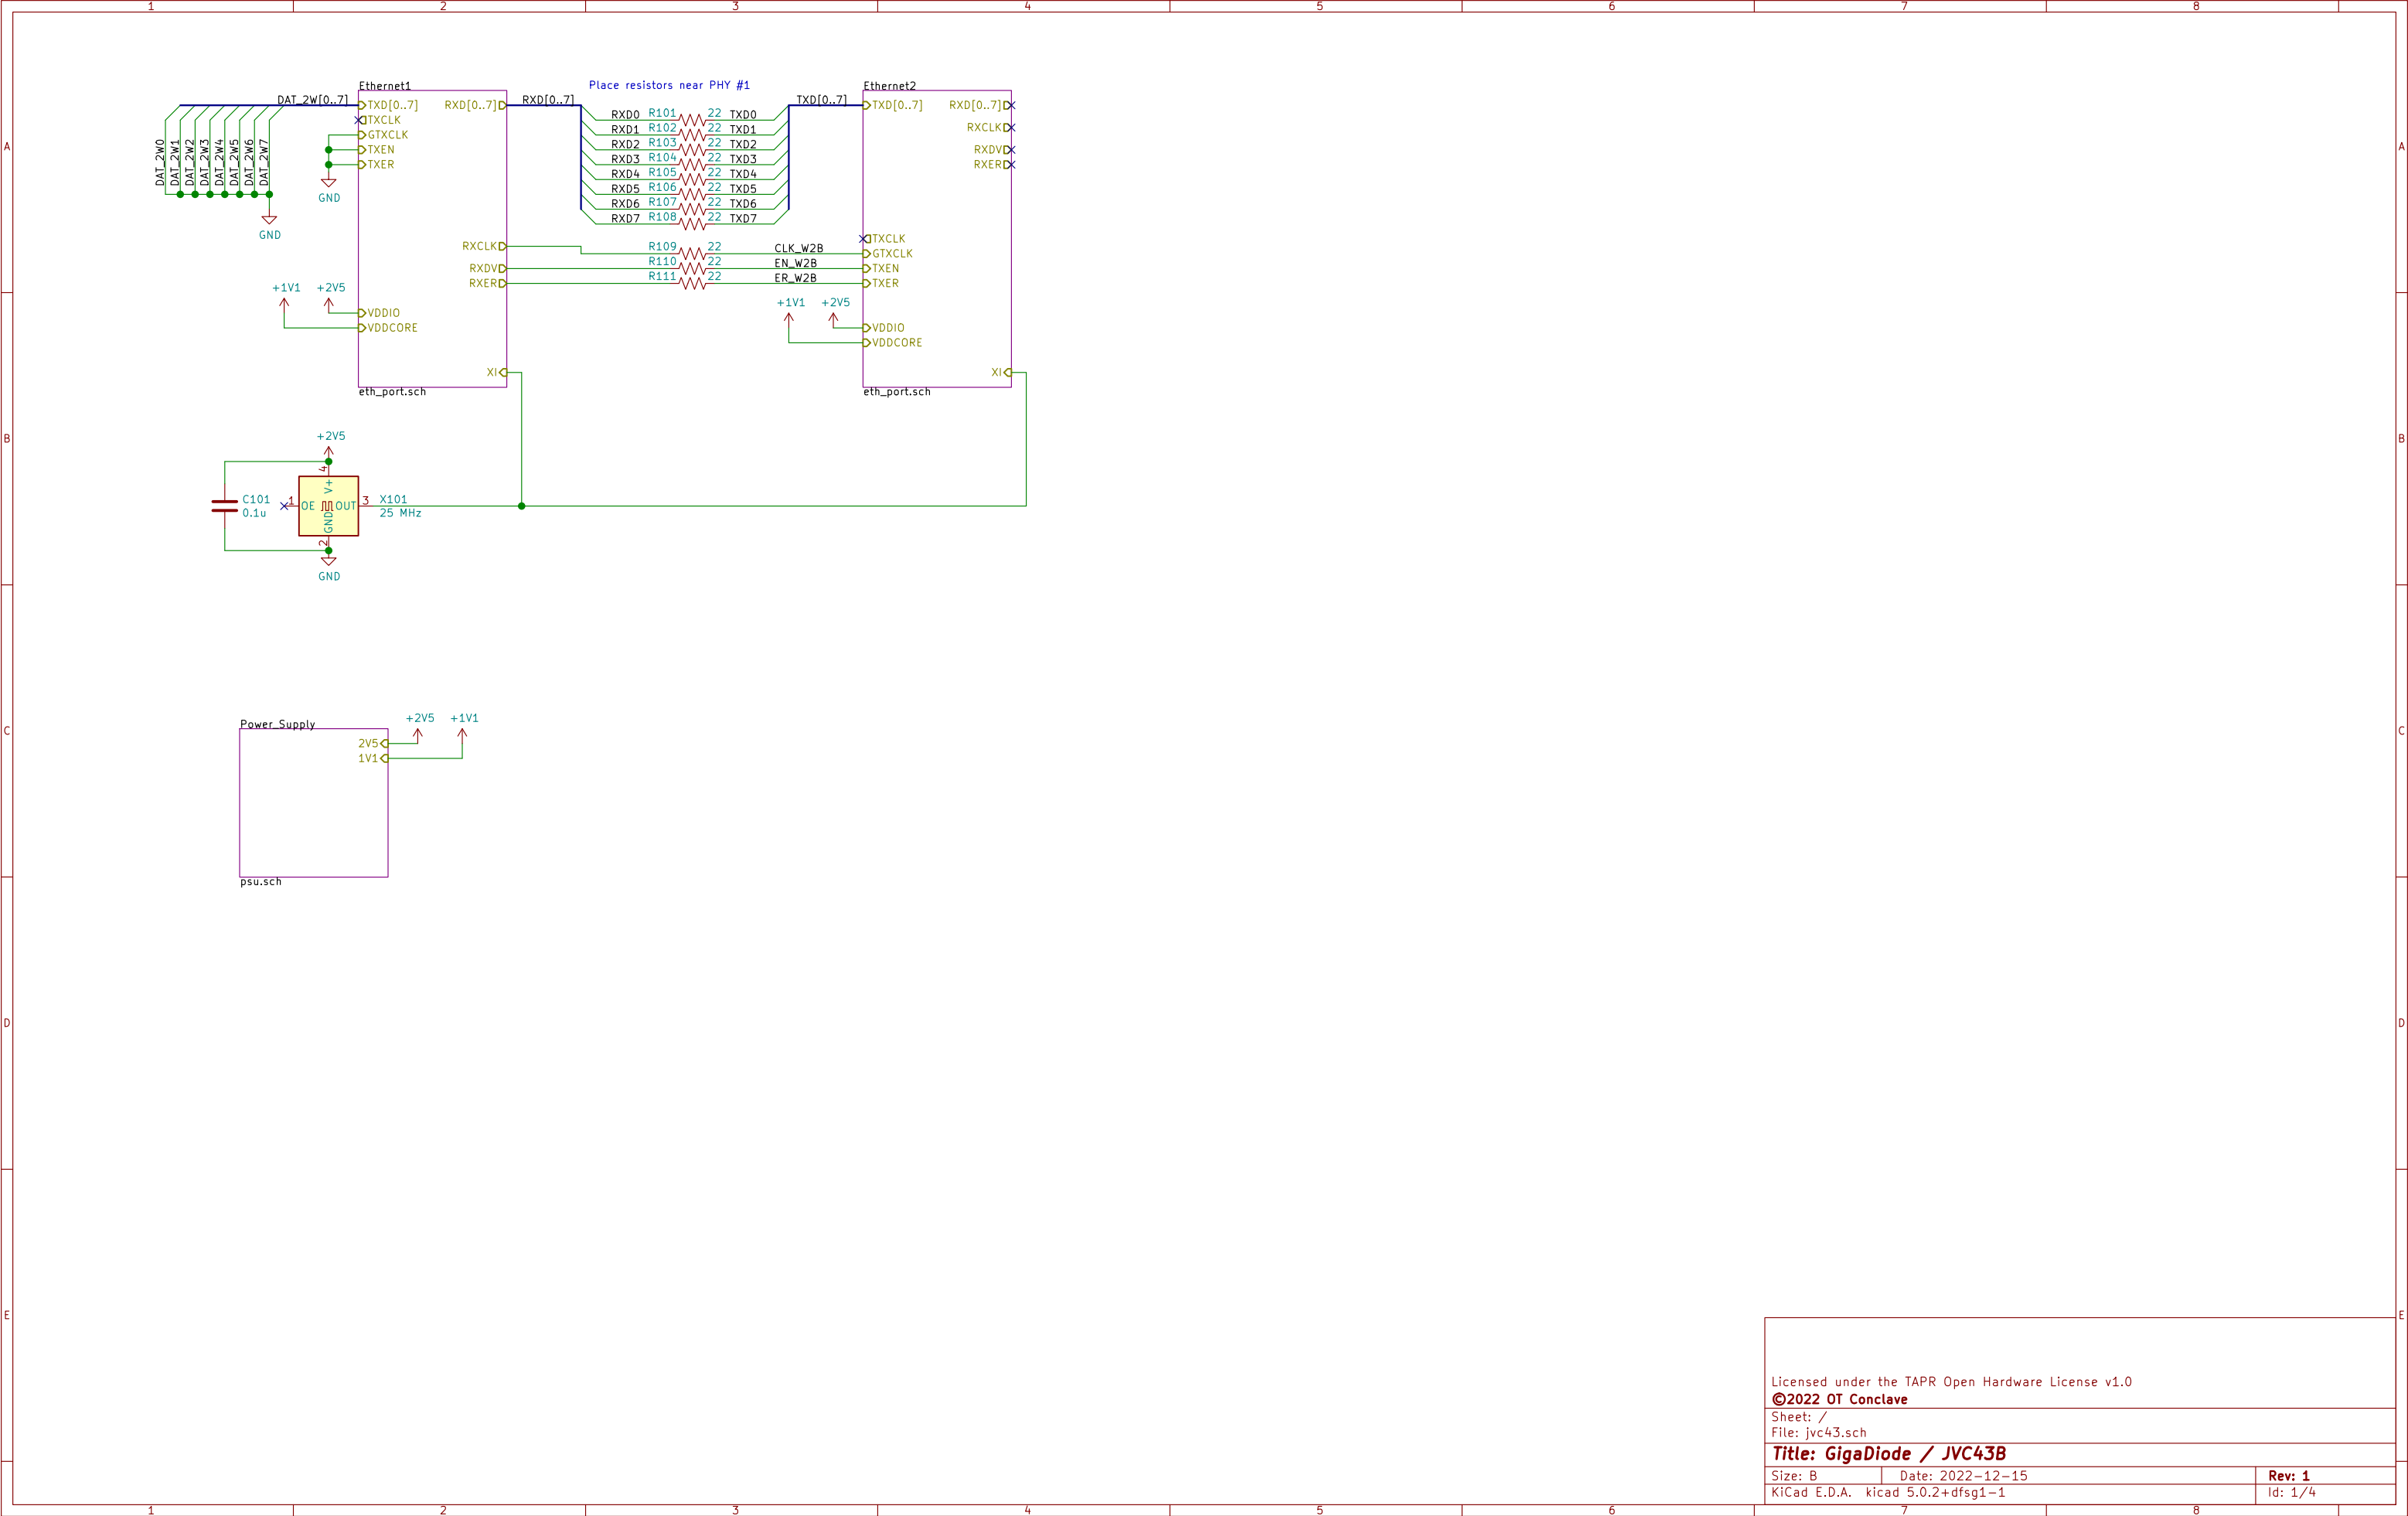 1 2 3 4 5 6 7 8
A
B
C
D
E
A
B
C
D
E
Ethernet1
DAT_2W[0..7]
TXD[0..7]
TXCLK
GTXCLK
TXEN
TXER
RXD[0..7]
RXCLK
RXDV
RXER
VDDIO
VDDCORE
XI
eth_port.sch
DAT_2W0
DAT_2W1
DAT_2W2
DAT_2W3
DAT_2W4
DAT_2W5
DAT_2W6
DAT_2W7
GND
GND
+1V1
+2V5
Place resistors near PHY #1
RXD[0..7]
TXD[0..7]
RXD0 R101 22 TXD0
RXD1 R102 22 TXD1
RXD2 R103 22 TXD2
RXD3 R104 22 TXD3
RXD4 R105 22 TXD4
RXD5 R106 22 TXD5
RXD6 R107 22 TXD6
RXD7 R108 22 TXD7
R109 22 CLK_W2B
R110 22 EN_W2B
R111 22 ER_W2B
+1V1
+2V5
Ethernet2
TXD[0..7]
RXD[0..7]
RXCLK
RXDV
RXER
TXCLK
GTXCLK
TXEN
TXER
VDDIO
VDDCORE
XI
eth_port.sch
+2V5
4
V+
C101
0.1u
1
OE
OUT
3
GND
2
X101
25 MHz
GND
Power_Supply
2V5
1V1
+2V5
+1V1
psu.sch
Licensed under the TAPR Open Hardware License v1.0
©2022 OT Conclave
Sheet: /
File: jvc43.sch
Title: GigaDiode / JVC43B
Size: B
Date: 2022-12-15
Rev: 1
KiCad E.D.A. kicad 5.0.2+dfsg1-1
Id: 1/4
1 2 3 4 5 6 7 8